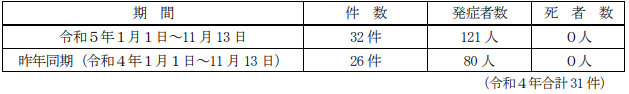 期 間 件 数 発症者数 死 者 数
令和５年１月１日～11月13日 32件 121人 ０人
昨年同期（令和４年１月１日～11月13日） 26件 80人 ０人
（令和４年合計31件）